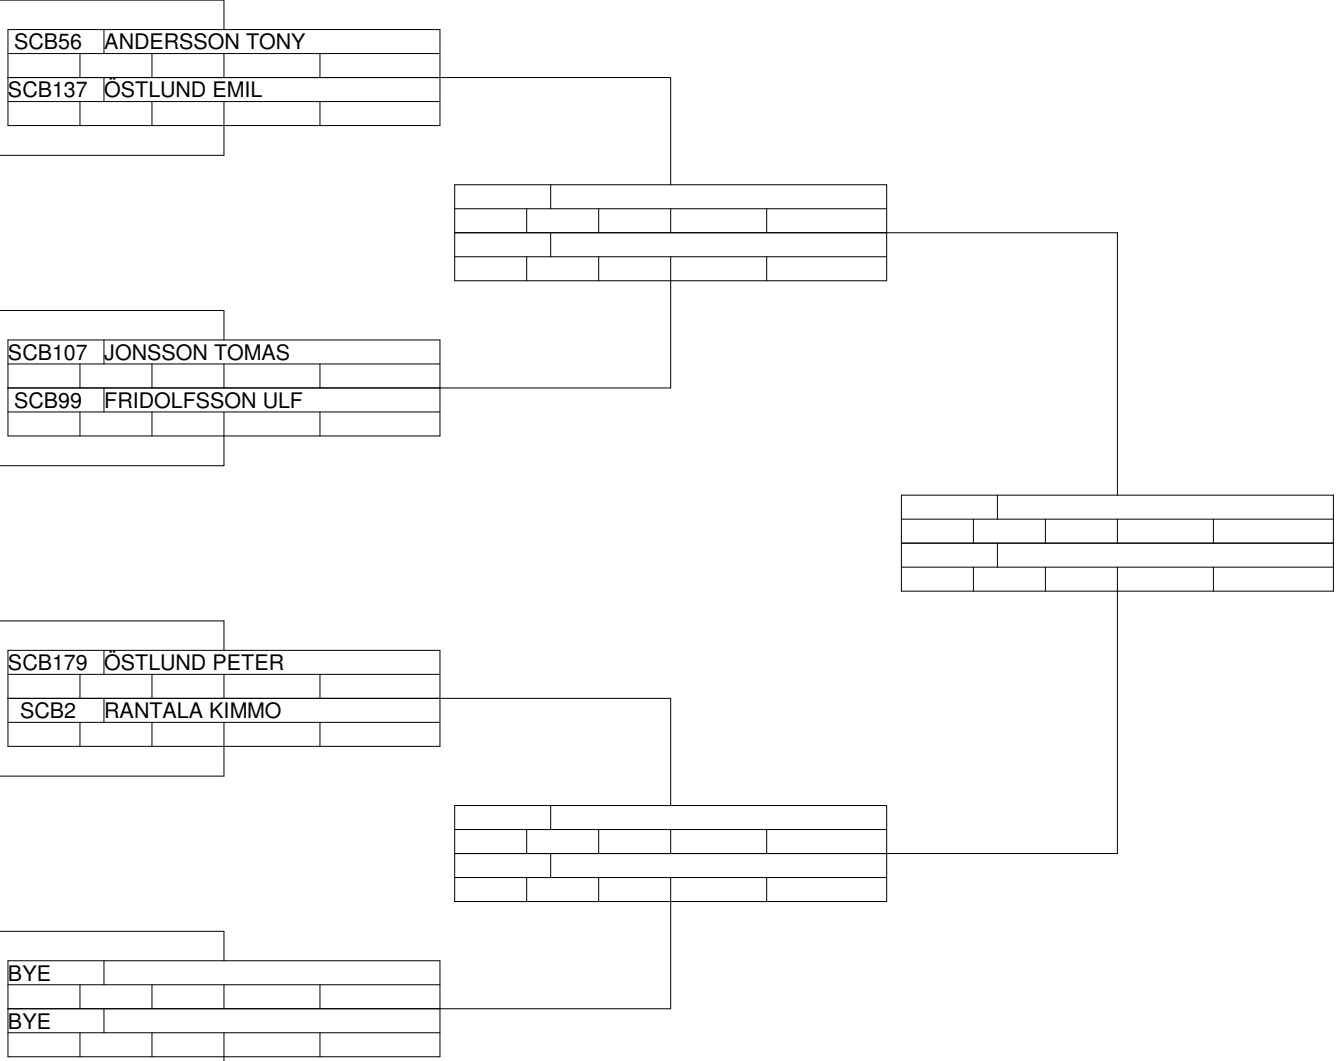 SCB56 ANDERSSON TONY
SCB137 ÖSTLUND EMIL
SCB107 JONSSON TOMAS
SCB99 FRIDOLFSSON ULF
SCB179 ÖSTLUND PETER
SCB2 RANTALA KIMMO
BYE
BYE